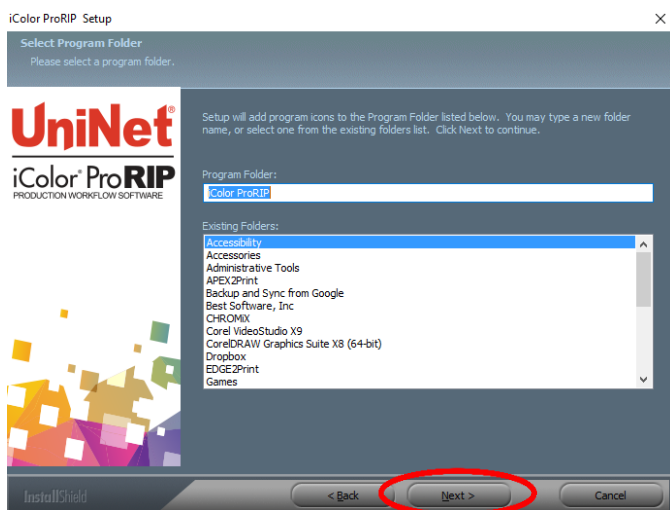 iColor ProRIP  Setup
Select Program Folder
Please select a program folder.
UniNet®
iColor® ProRIP
PRODUCTION WORKFLOW SOFTWARE
Setup will add program icons to the Program Folder listed below.  You may type a new folder
name, or select one from the existing folders list.  Click Next to continue.
Program Folder:
iColor ProRIP
Existing Folders:
Accessibility
Accessories
Administrative Tools
APEX2Print
Backup and Sync from Google
Best Software, Inc
CHROMiX
Corel VideoStudio X9
CorelDRAW Graphics Suite X8 (64-bit)
Dropbox
EDGE2Print
Games
InstallShield
< Back
Next >
Cancel